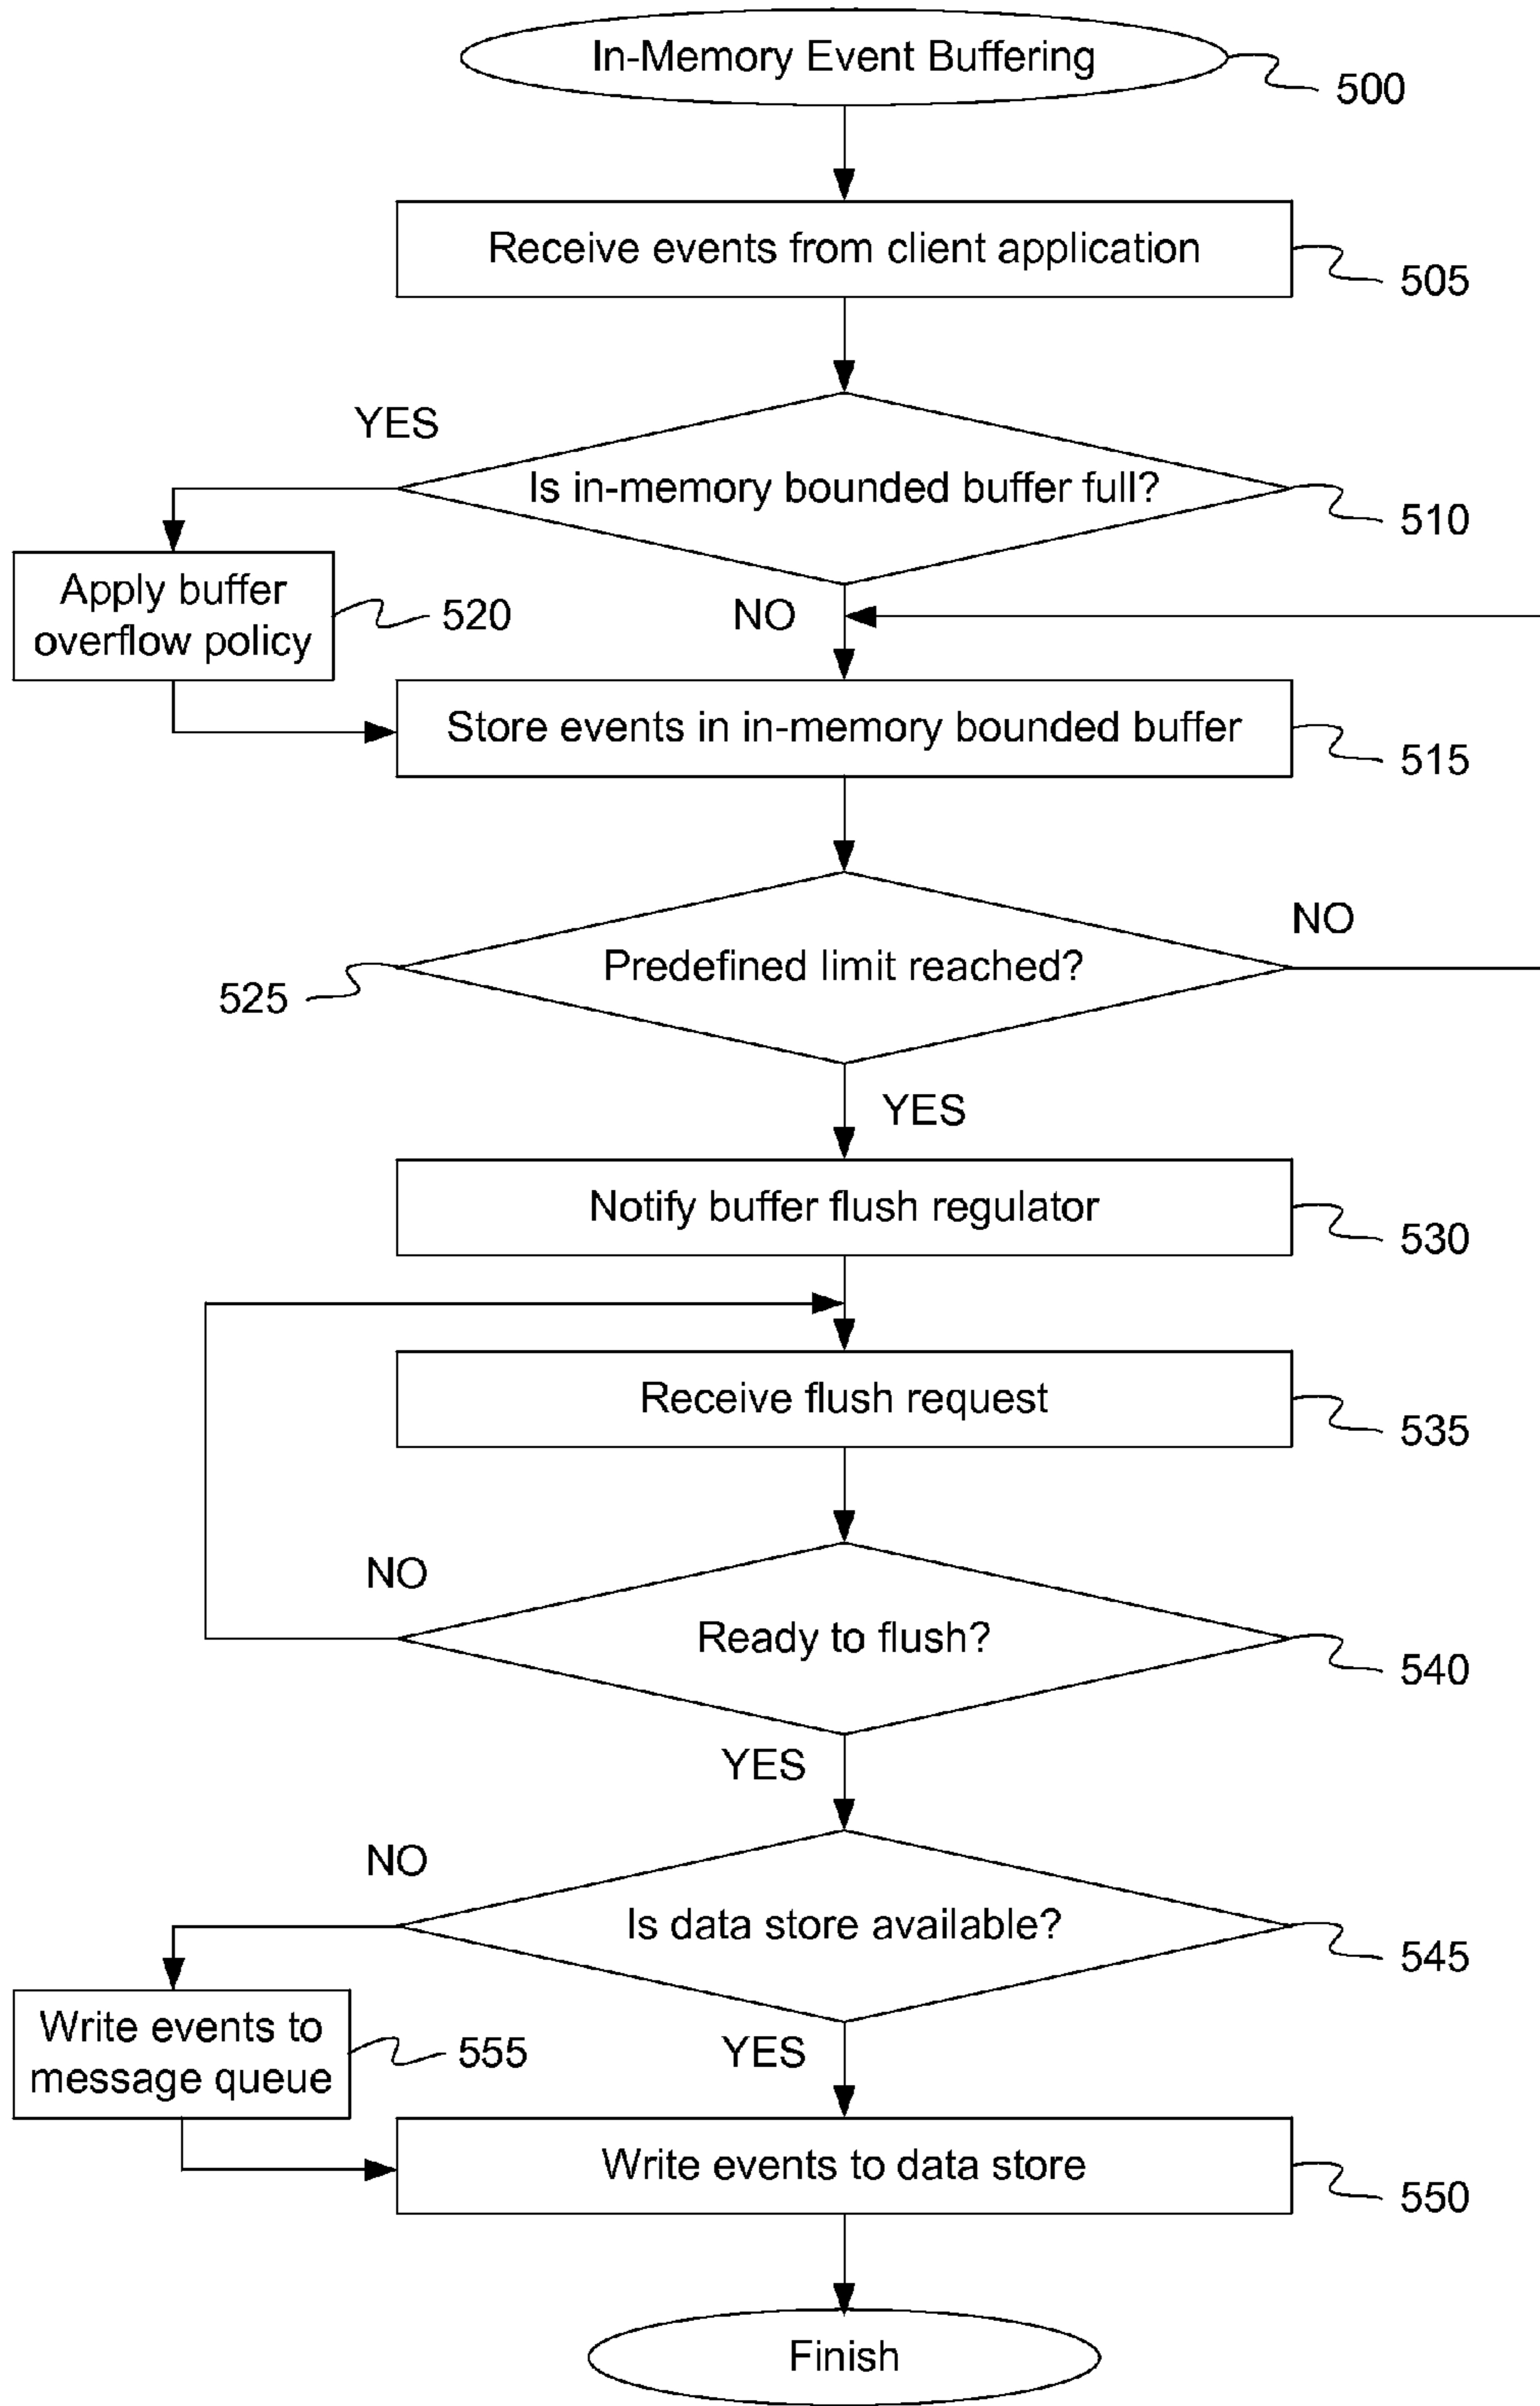 In-Memory Event Buffering
500
Receive events from client application
505
YES
Is in-memory bounded buffer full?
510
Apply buffer
overflow policy
520
NO
Store events in in-memory bounded buffer
515
NO
Predefined limit reached?
525
YES
Notify buffer flush regulator
530
Receive flush request
535
NO
Ready to flush?
540
YES
NO
Is data store available?
545
Write events to
message queue
555
YES
Write events to data store
550
Finish